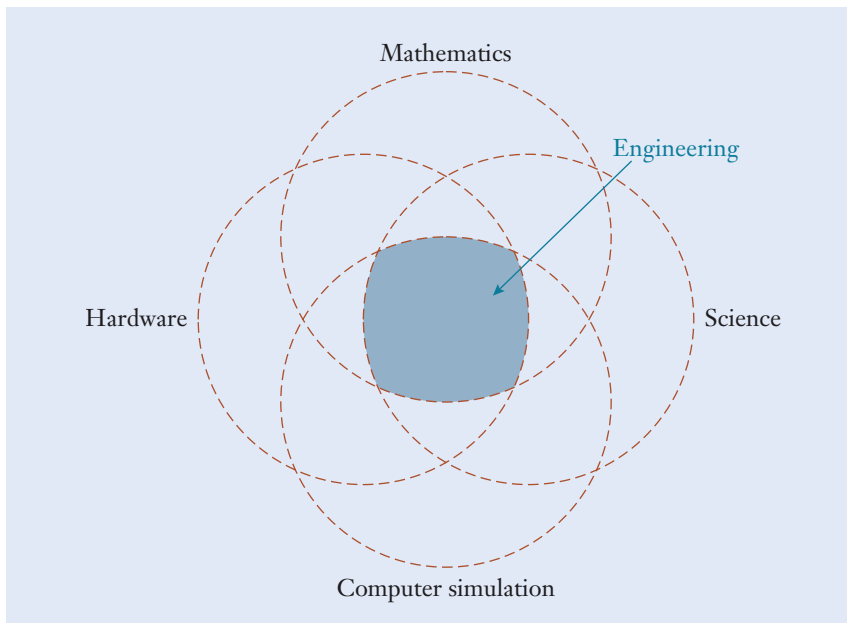 Mathematics
Engineering
Hardware
Science
Computer simulation